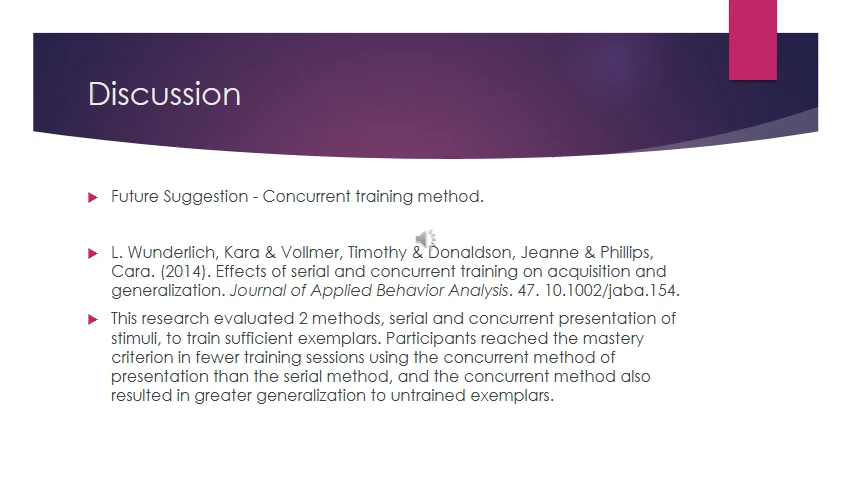 Discussion
Future Suggestion - Concurrent training method.
L. Wunderlich, Kara & Vollmer, Timothy & Donaldson, Jeanne & Phillips,
Cara. (2014). Effects of serial and concurrent training on acquisition and
generalization. Journal of Applied Behavior Analysis. 47. 10.1002/jaba.154.
This research evaluated 2 methods, serial and concurrent presentation of
stimuli, to train sufficient exemplars. Participants reached the mastery
criterion in fewer training sessions using the concurrent method of
presentation than the serial method, and the concurrent method also
resulted in greater generalization to untrained exemplars.